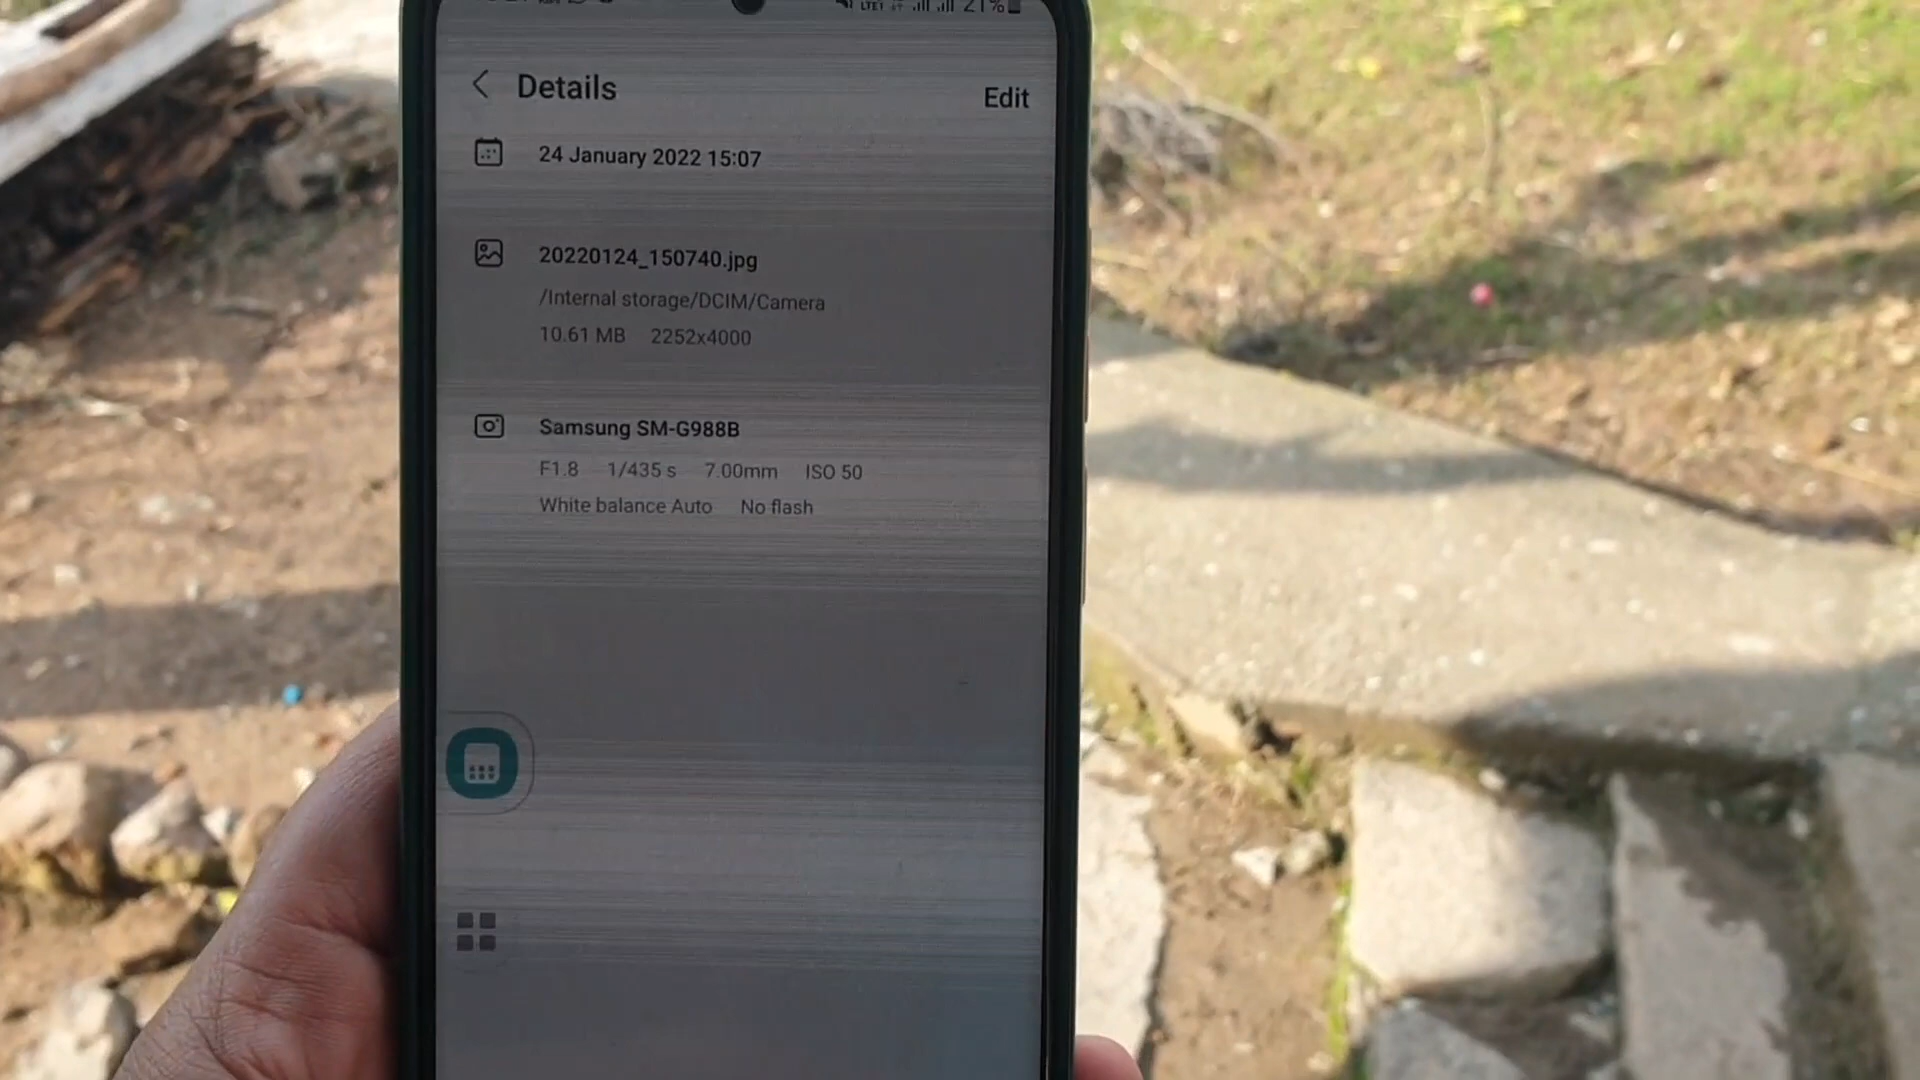 21%
Details
Edit
24 January 2022 15:07
20220124_150740.jpg
/Internal storage/DCIM/Camera
10.61 MB 2252x4000
Samsung SM-G988B
F1.8 1/435 s 7.00mm ISO 50
White balance Auto No flash